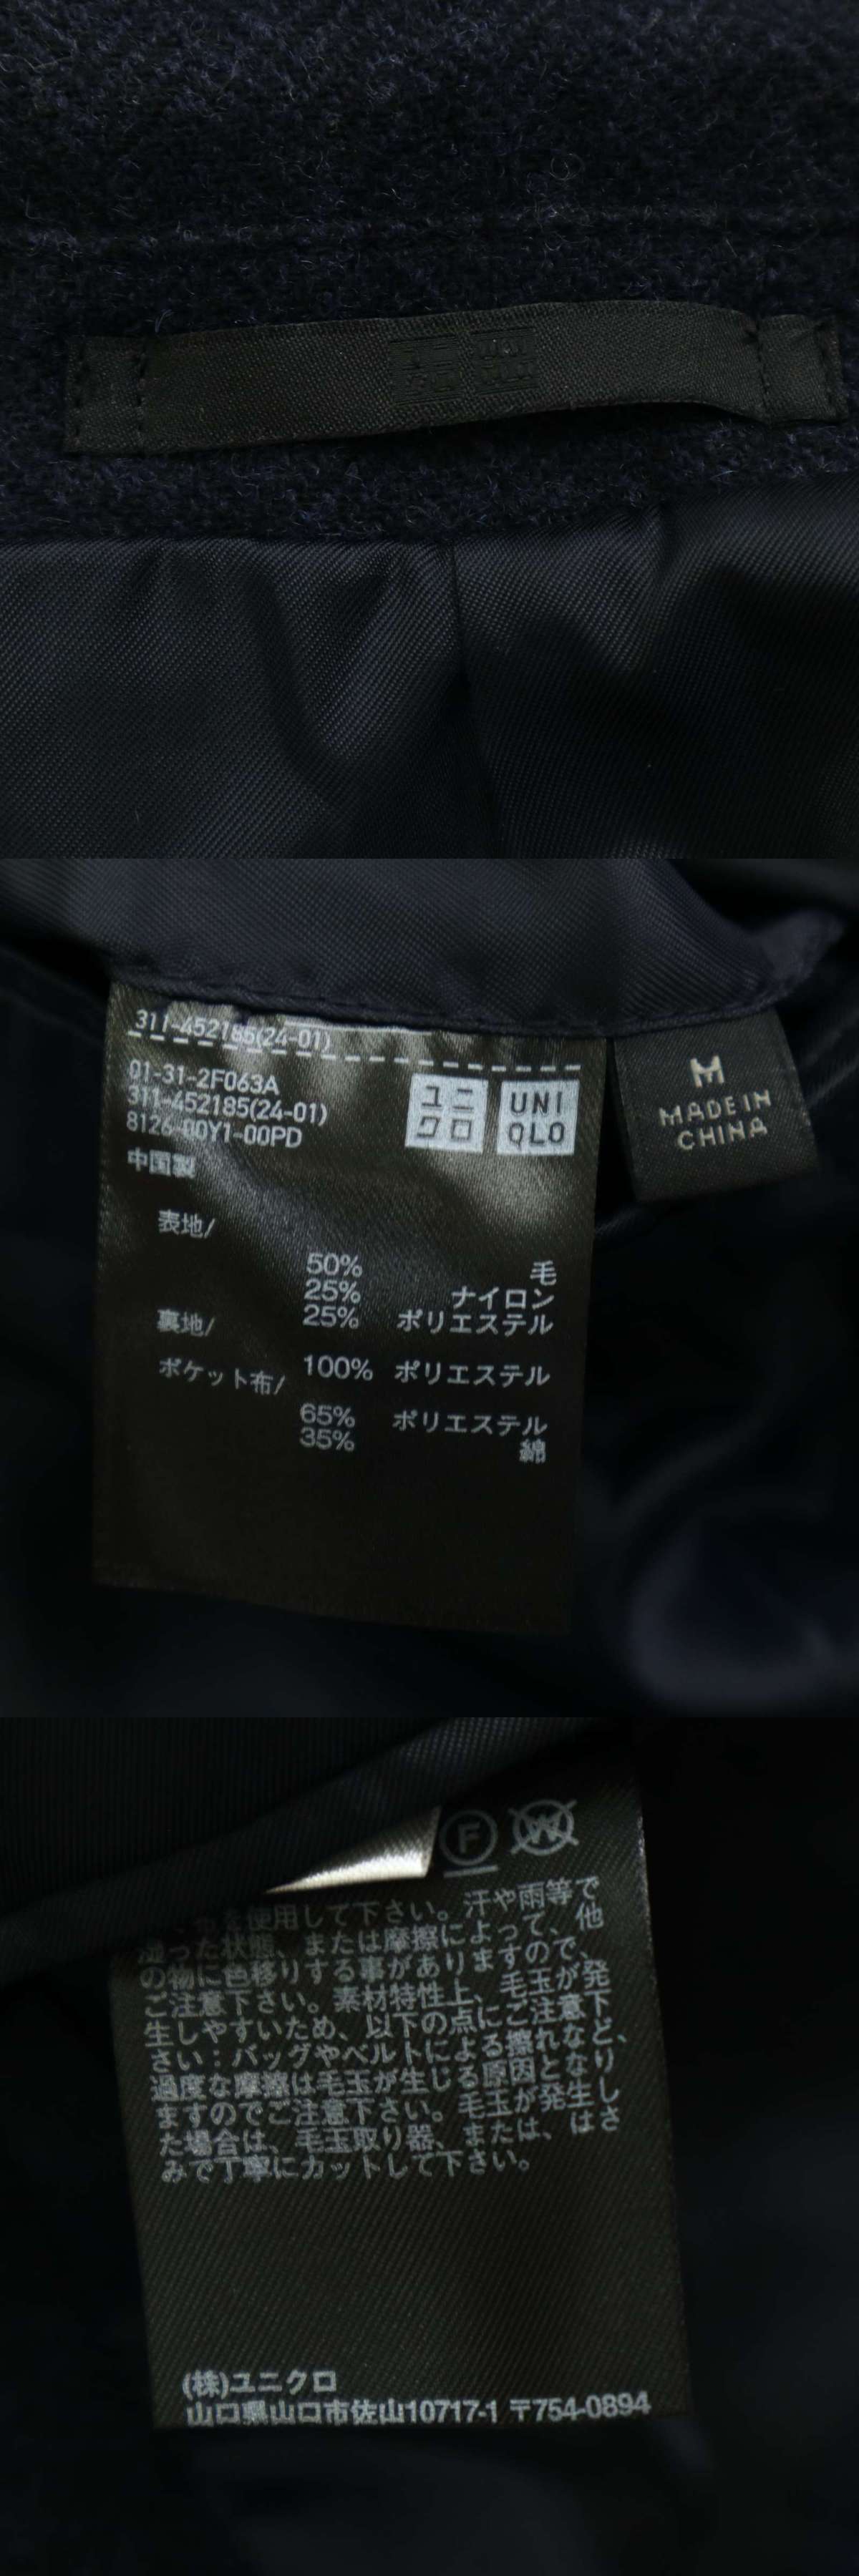 311-452185(24-01)
01-31-2F063A
311-452185(24-01)
8126-00Y1-00PD
中国製
ユニ
クロ
UNI
QLO
M
MADE IN
CHINA
表地/
50% 毛
25% ナイロン
25% ポリエステル
裏地/
100% ポリエステル
ポケット布/
65% ポリエステル
35% 綿
F W
を使用して下さい。汗や雨等で
湿った状態、または摩擦によって、他
の物に色移りする事がありますので、
ご注意下さい。素材特性上、毛玉が発
生しやすいため、以下の点にご注意下
さい:バッグやベルトによる擦れなど、
過度な摩擦は毛玉が生じる原因となり
ますのでご注意下さい。毛玉が発生し
た場合は、毛玉取り器、または、はさ
みで丁寧にカットして下さい。
(株)ユニクロ
山口県山口市佐山10717-1 〒754-0894